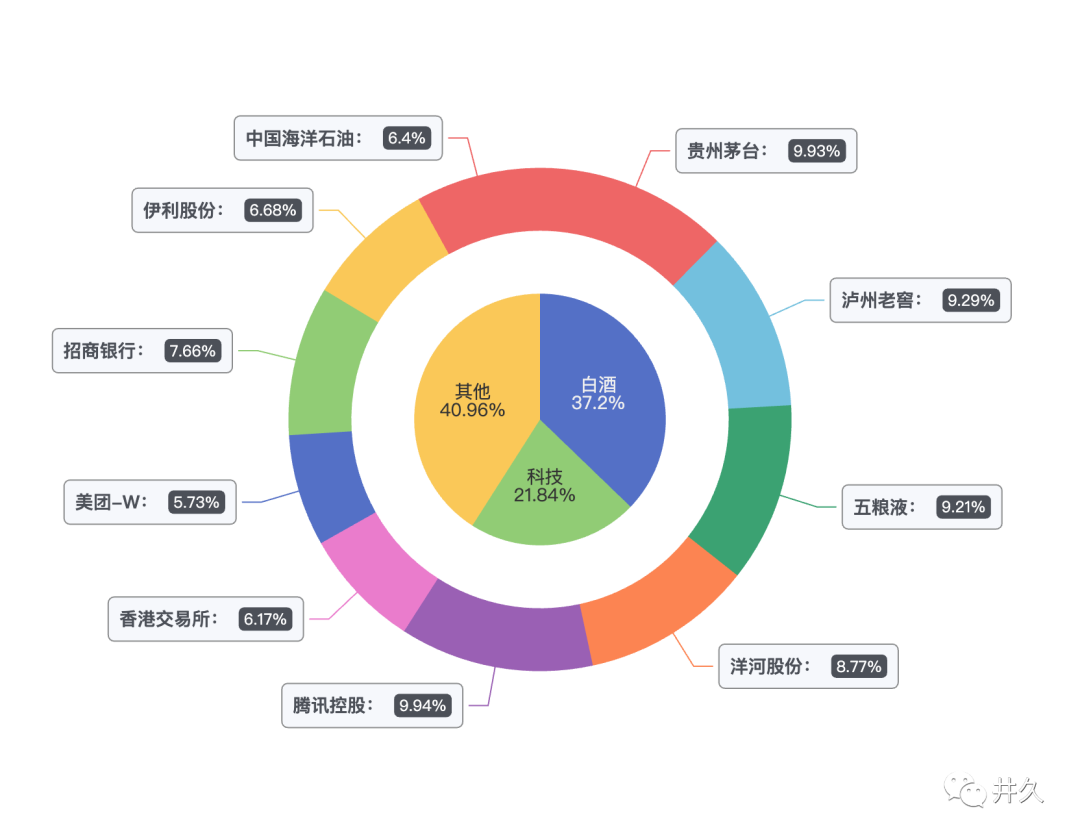 中国海洋石油： 6.4%
贵州茅台： 9.93%
伊利股份： 6.68%
泸州老窖： 9.29%
招商银行： 7.66%
其他
40.96%
白酒
37.2%
科技
21.84%
美团-W： 5.73%
五粮液： 9.21%
香港交易所： 6.17%
洋河股份： 8.77%
腾讯控股： 9.94%
井久